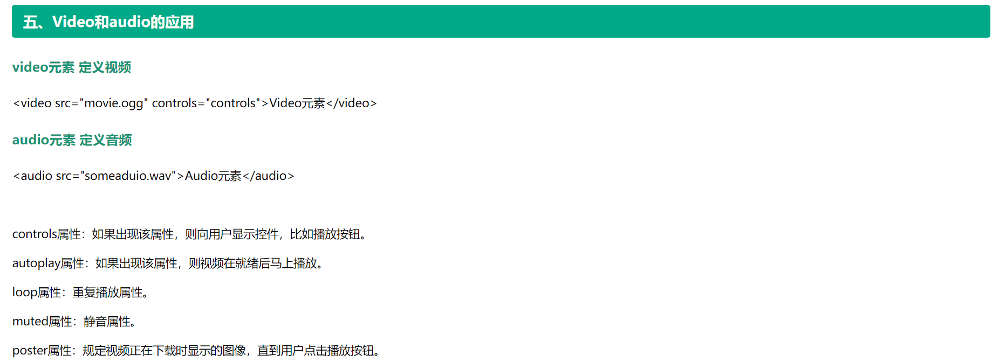 五、Video和audio的应用
video元素 定义视频
<video src="movie.ogg" controls="controls">Video元素</video>
audio元素 定义音频
<audio src="someaduio.wav">Audio元素</audio>
controls属性：如果出现该属性，则向用户显示控件，比如播放按钮。
autoplay属性：如果出现该属性，则视频在就绪后马上播放。
loop属性：重复播放属性。
muted属性：静音属性。
poster属性：规定视频正在下载时显示的图像，直到用户点击播放按钮。